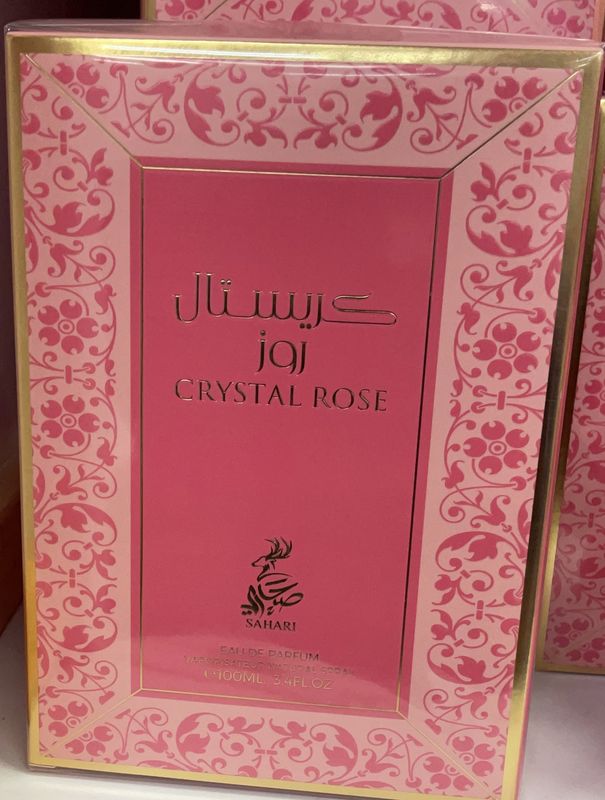 كريستال
روز
CRYSTAL ROSE
SAHARI
EAU DE PARFUM
VAPORISATEUR NATURAL SPRAY
℮100ML 3.4FL.OZ